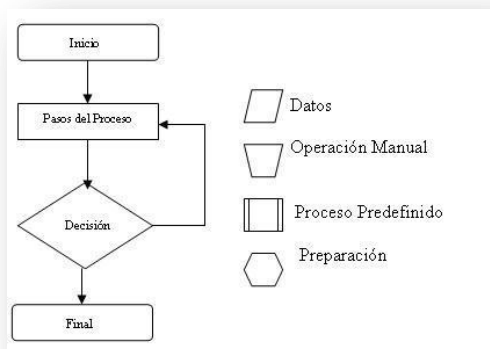 Inicio
Pasos del Proceso
Decisión
Final
Datos
Operación Manual
Proceso Predefinido
Preparación